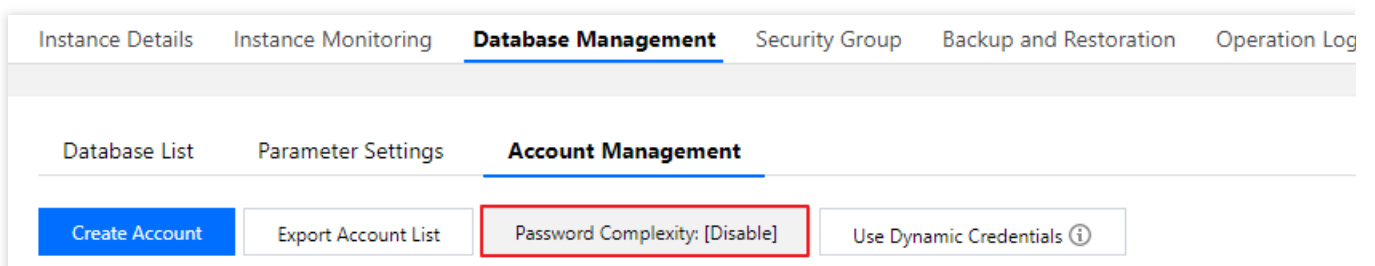 Instance Details Instance Monitoring Database Management Security Group Backup and Restoration Operation Log
Database List Parameter Settings Account Management
Create Account Export Account List Password Complexity: [Disable] Use Dynamic Credentials